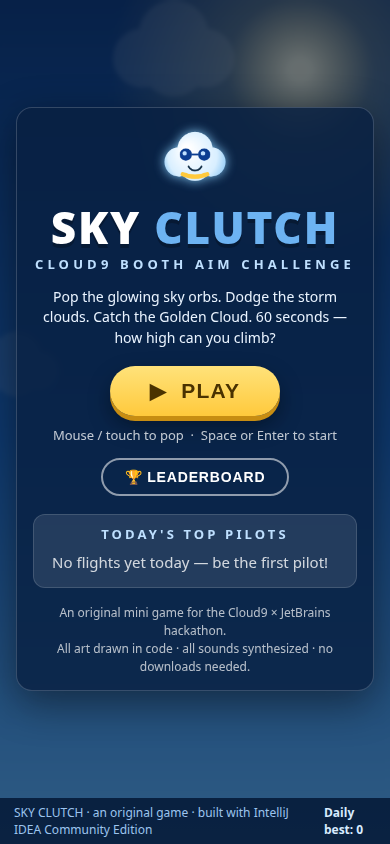 SKY CLUTCH
CLOUD9 BOOTH AIM CHALLENGE
Pop the glowing sky orbs. Dodge the storm
clouds. Catch the Golden Cloud. 60 seconds —
how high can you climb?
▶ PLAY
Mouse / touch to pop · Space or Enter to start
🏆 LEADERBOARD
TODAY'S TOP PILOTS
No flights yet today — be the first pilot!
An original mini game for the Cloud9 × JetBrains
hackathon.
All art drawn in code · all sounds synthesized · no
downloads needed.
SKY CLUTCH · an original game · built with IntelliJ
IDEA Community Edition
Daily
best: 0